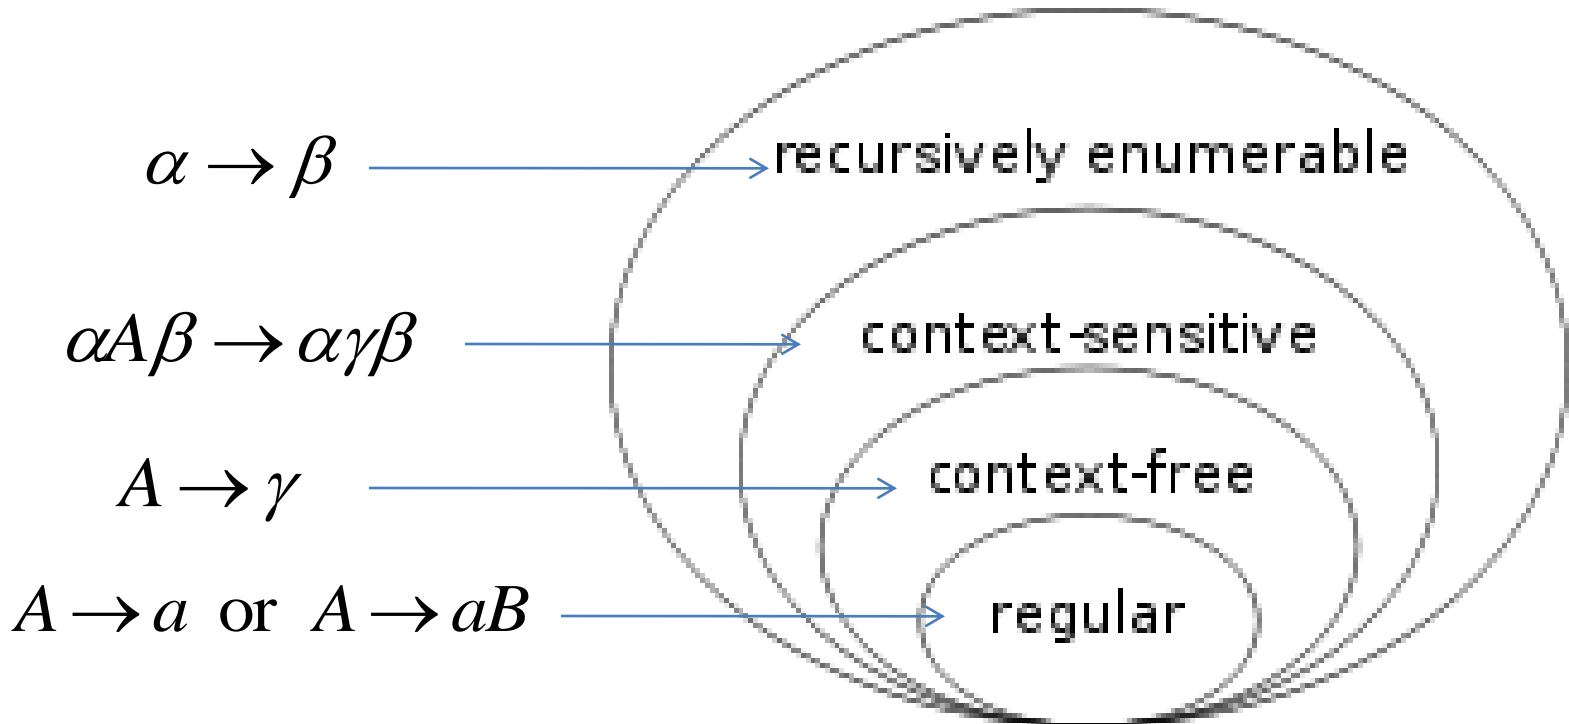 α → β recursively enumerable
αAβ → αγβ context-sensitive
A → γ context-free
A → a or A → aB regular